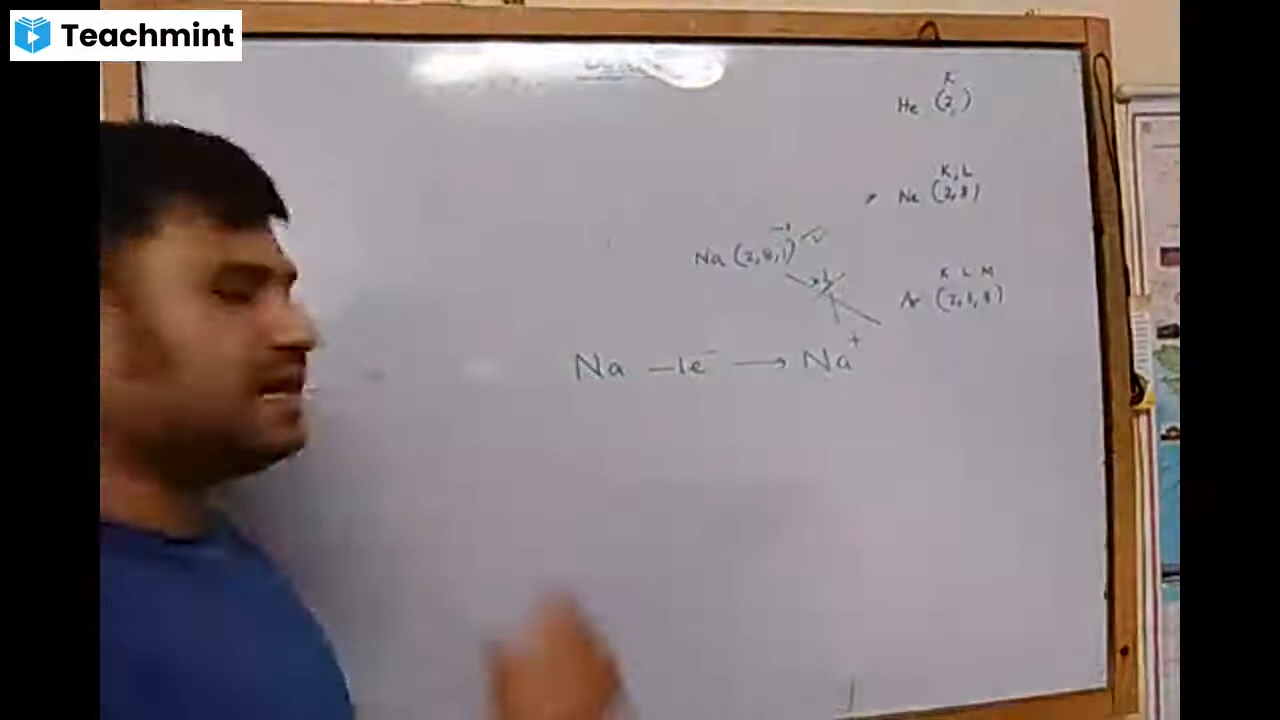 Teachmint
K
He (2,)
K, L
Ne (2,8)
Na (2,8,1)
K L M
Ar (2,8,8)
Na —1e⁻ → Na⁺